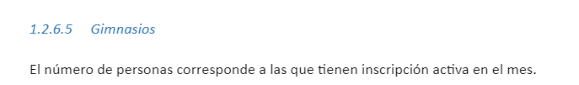 1.2.6.5 Gimnasios
El número de personas corresponde a las que tienen inscripción activa en el mes.